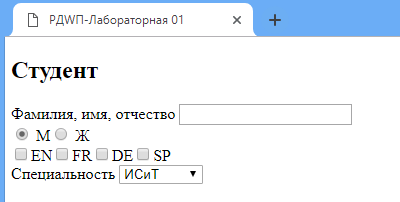 РДWП-Лабораторная 01
Студент
Фамилия, имя, отчество
М Ж
EN FR DE SP
Специальность ИСиТ